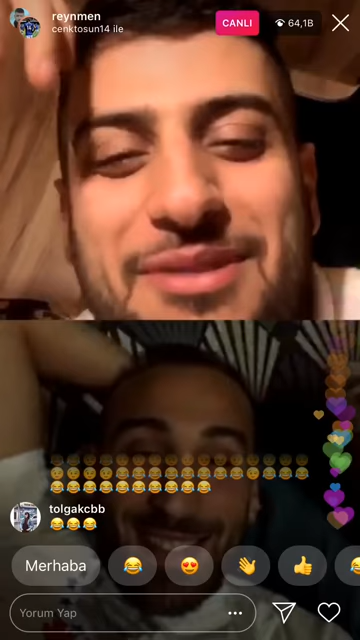 reynmen
cenktosun14 ile
CANLI
64,1B
tolgakcbb
😂😂😂
Merhaba
Yorum Yap